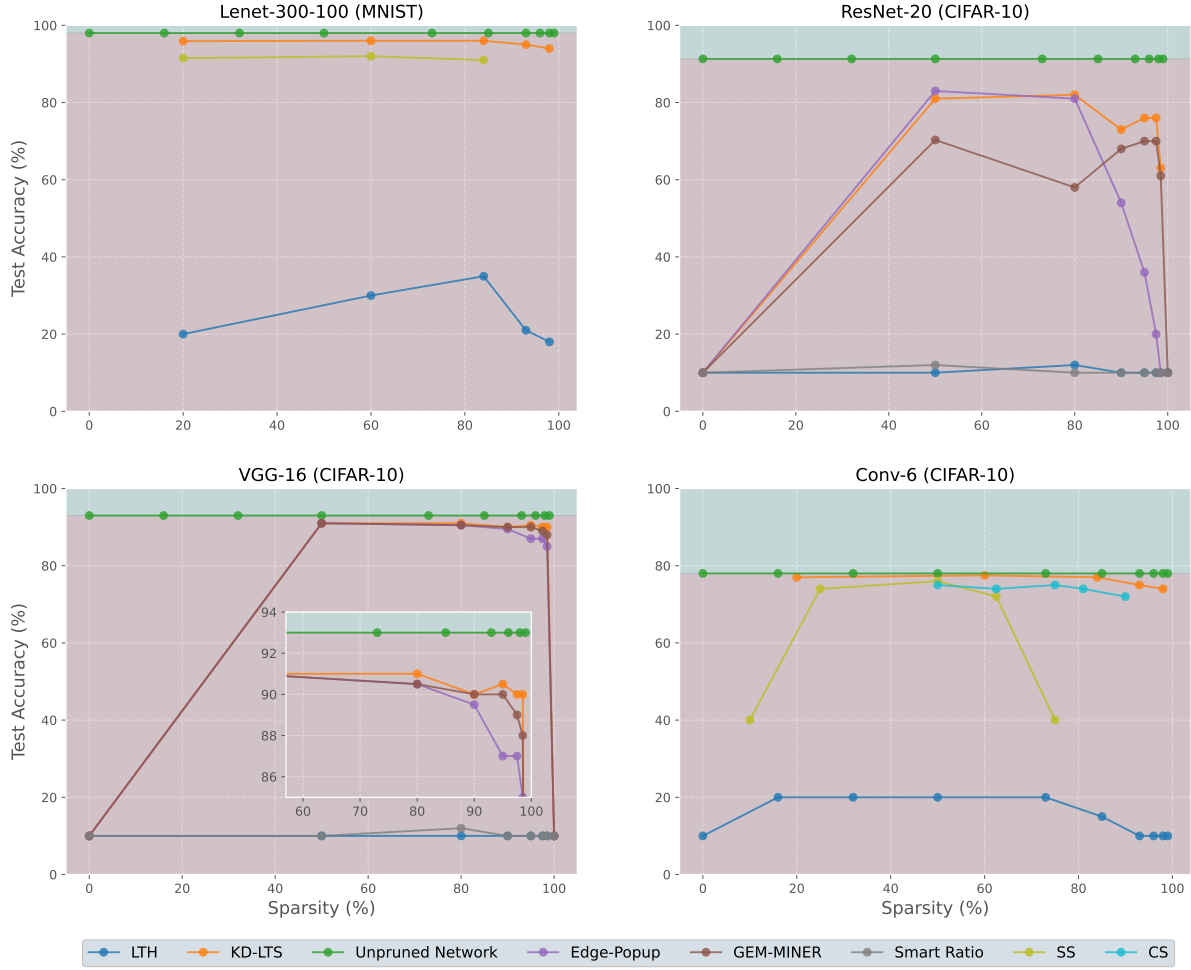 Lenet-300-100 (MNIST)
ResNet-20 (CIFAR-10)
100
80
60
40
20
0
0 20 40 60 80 100
Test Accuracy (%)
100
80
60
40
20
0
0 20 40 60 80 100
VGG-16 (CIFAR-10)
Conv-6 (CIFAR-10)
100
80
60
40
20
0
0 20 40 60 80 100
Test Accuracy (%)
Sparsity (%)
94
92
90
88
86
60 70 80 90 100
100
80
60
40
20
0
0 20 40 60 80 100
Sparsity (%)
LTH KD-LTS Unpruned Network Edge-Popup GEM-MINER Smart Ratio SS CS